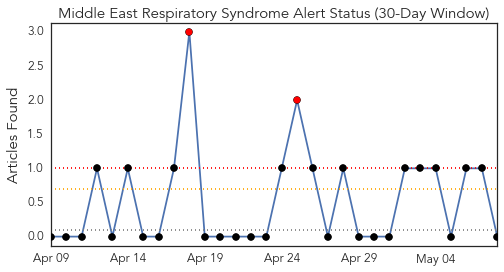 Middle East Respiratory Syndrome Alert Status (30-Day Window)
3.0
2.5
2.0
1.5
1.0
0.5
0.0
Articles Found
Apr 09
Apr 14
Apr 19
Apr 24
Apr 29
May 04